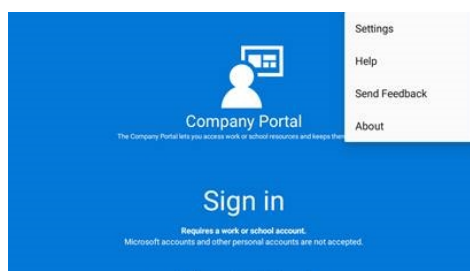 Settings
Help
Send Feedback
About
Company Portal
The Company Portal lets you access work or school resources and keeps them
Sign in
Requires a work or school account.
Microsoft accounts and other personal accounts are not accepted.